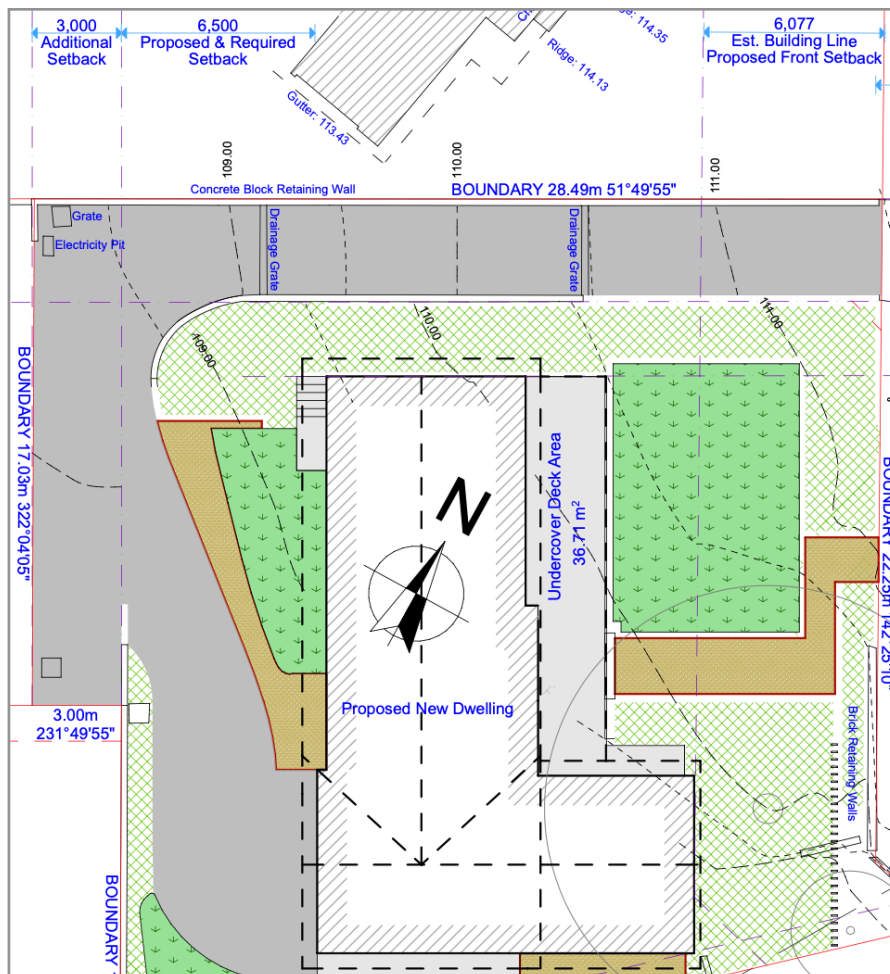 3,000
Additional
Setback
6,500
Proposed & Required
Setback
6,077
Est. Building Line
Proposed Front Setback
114.35
Ridge: 114.13
Gutter: 113.43
109.00
110.00
111.00
Concrete Block Retaining Wall
BOUNDARY 28.49m 51°49'55"
Grate
Electricity Pit
Drainage Grate
Drainage Grate
109.00
110.00
111.00
BOUNDARY 17.03m 322°04'05"
N
Undercover Deck Area
36.71 m²
Proposed New Dwelling
3.00m
231°49'55"
Brick Retaining Walls
BOUNDARY